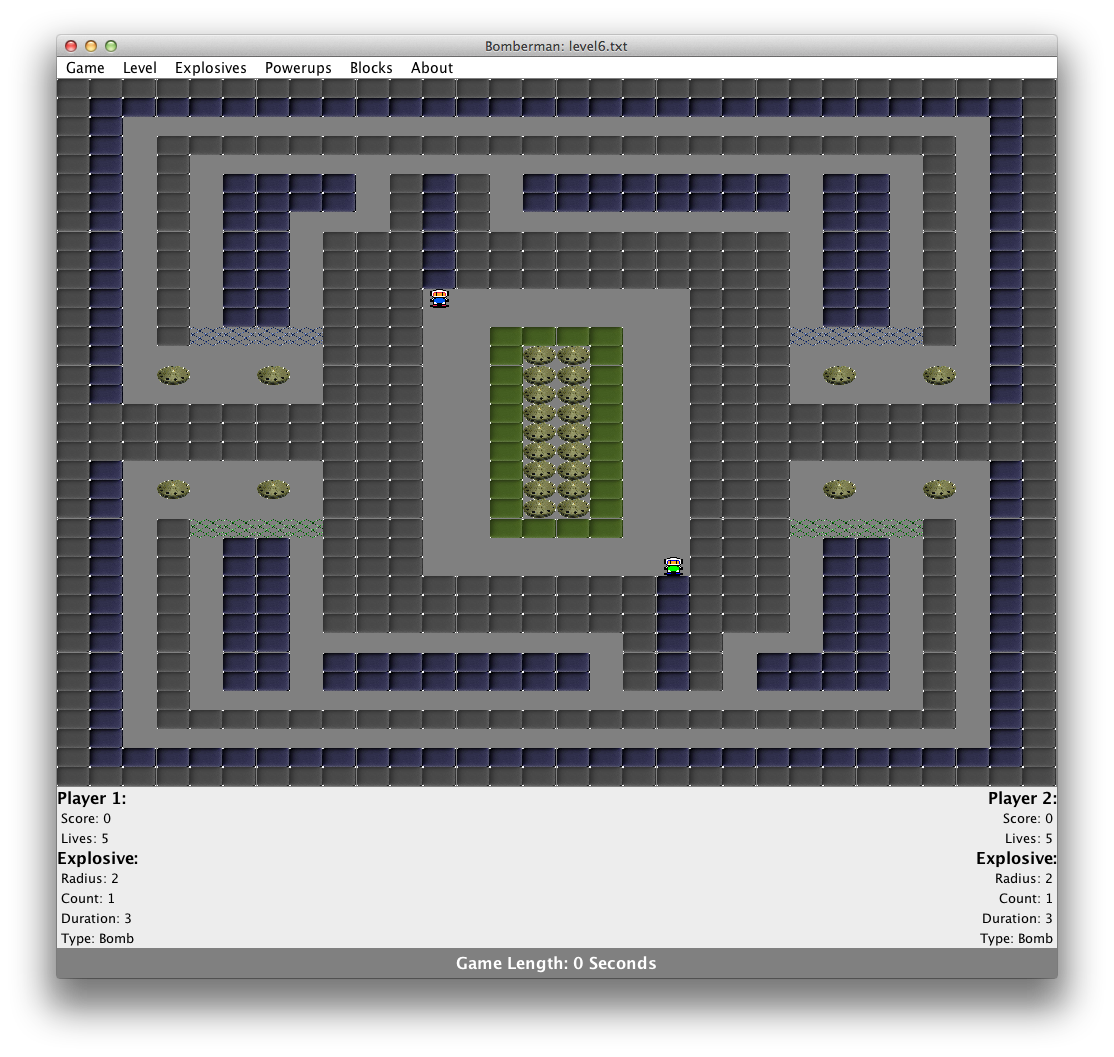 Bomberman: level6.txt
Game Level Explosives Powerups Blocks About
Player 1:
Score: 0
Lives: 5
Explosive:
Radius: 2
Count: 1
Duration: 3
Type: Bomb
Player 2:
Score: 0
Lives: 5
Explosive:
Radius: 2
Count: 1
Duration: 3
Type: Bomb
Game Length: 0 Seconds